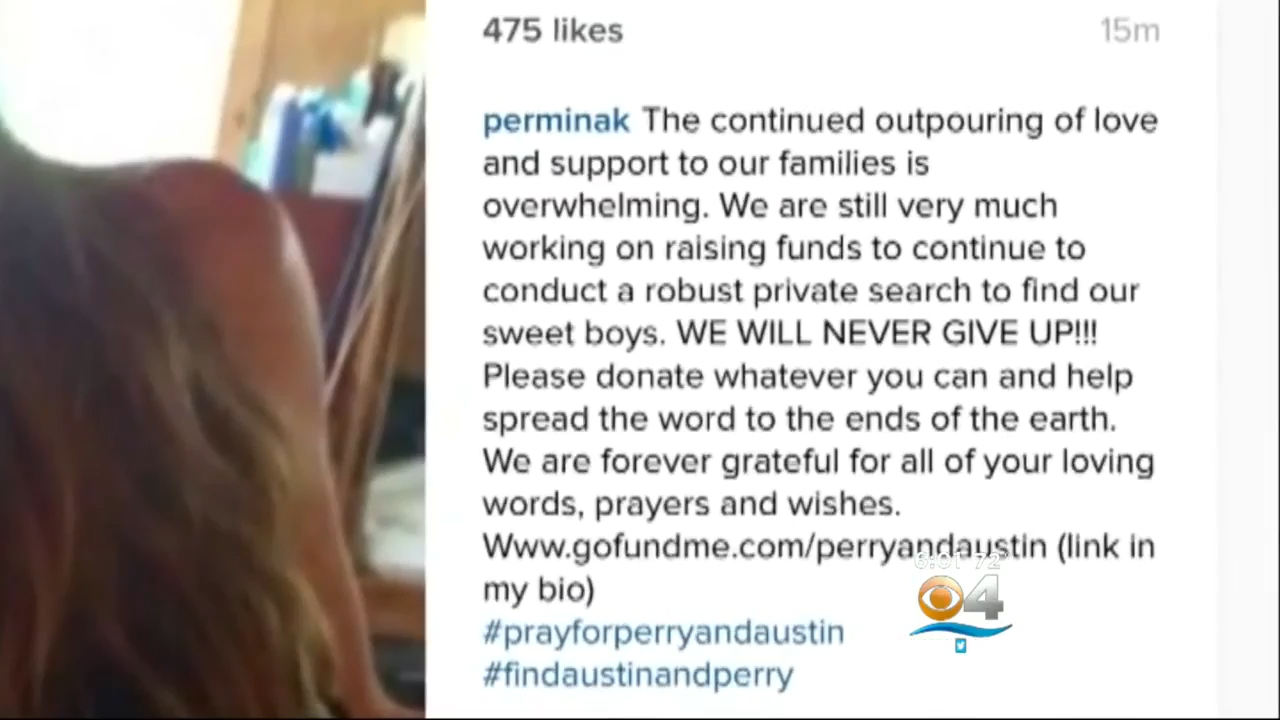 475 likes 15m
perminak The continued outpouring of love
and support to our families is
overwhelming. We are still very much
working on raising funds to continue to
conduct a robust private search to find our
sweet boys. WE WILL NEVER GIVE UP!!!
Please donate whatever you can and help
spread the word to the ends of the earth.
We are forever grateful for all of your loving
words, prayers and wishes.
Www.gofundme.com/perryandaustin (link in
my bio)
6:01 72°
4
#prayforperryandaustin
#findaustinandperry